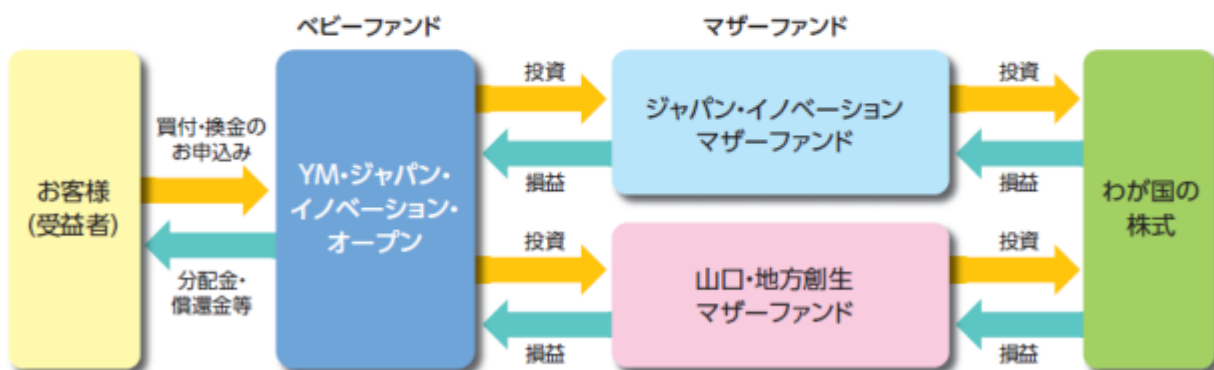 ベビーファンド
マザーファンド
お客様
(受益者)
買付・換金の
お申込み
分配金・
償還金等
YM・ジャパン・
イノベーション・
オープン
投資
損益
投資
損益
ジャパン・イノベーション
マザーファンド
山口・地方創生
マザーファンド
投資
損益
投資
損益
わが国の
株式